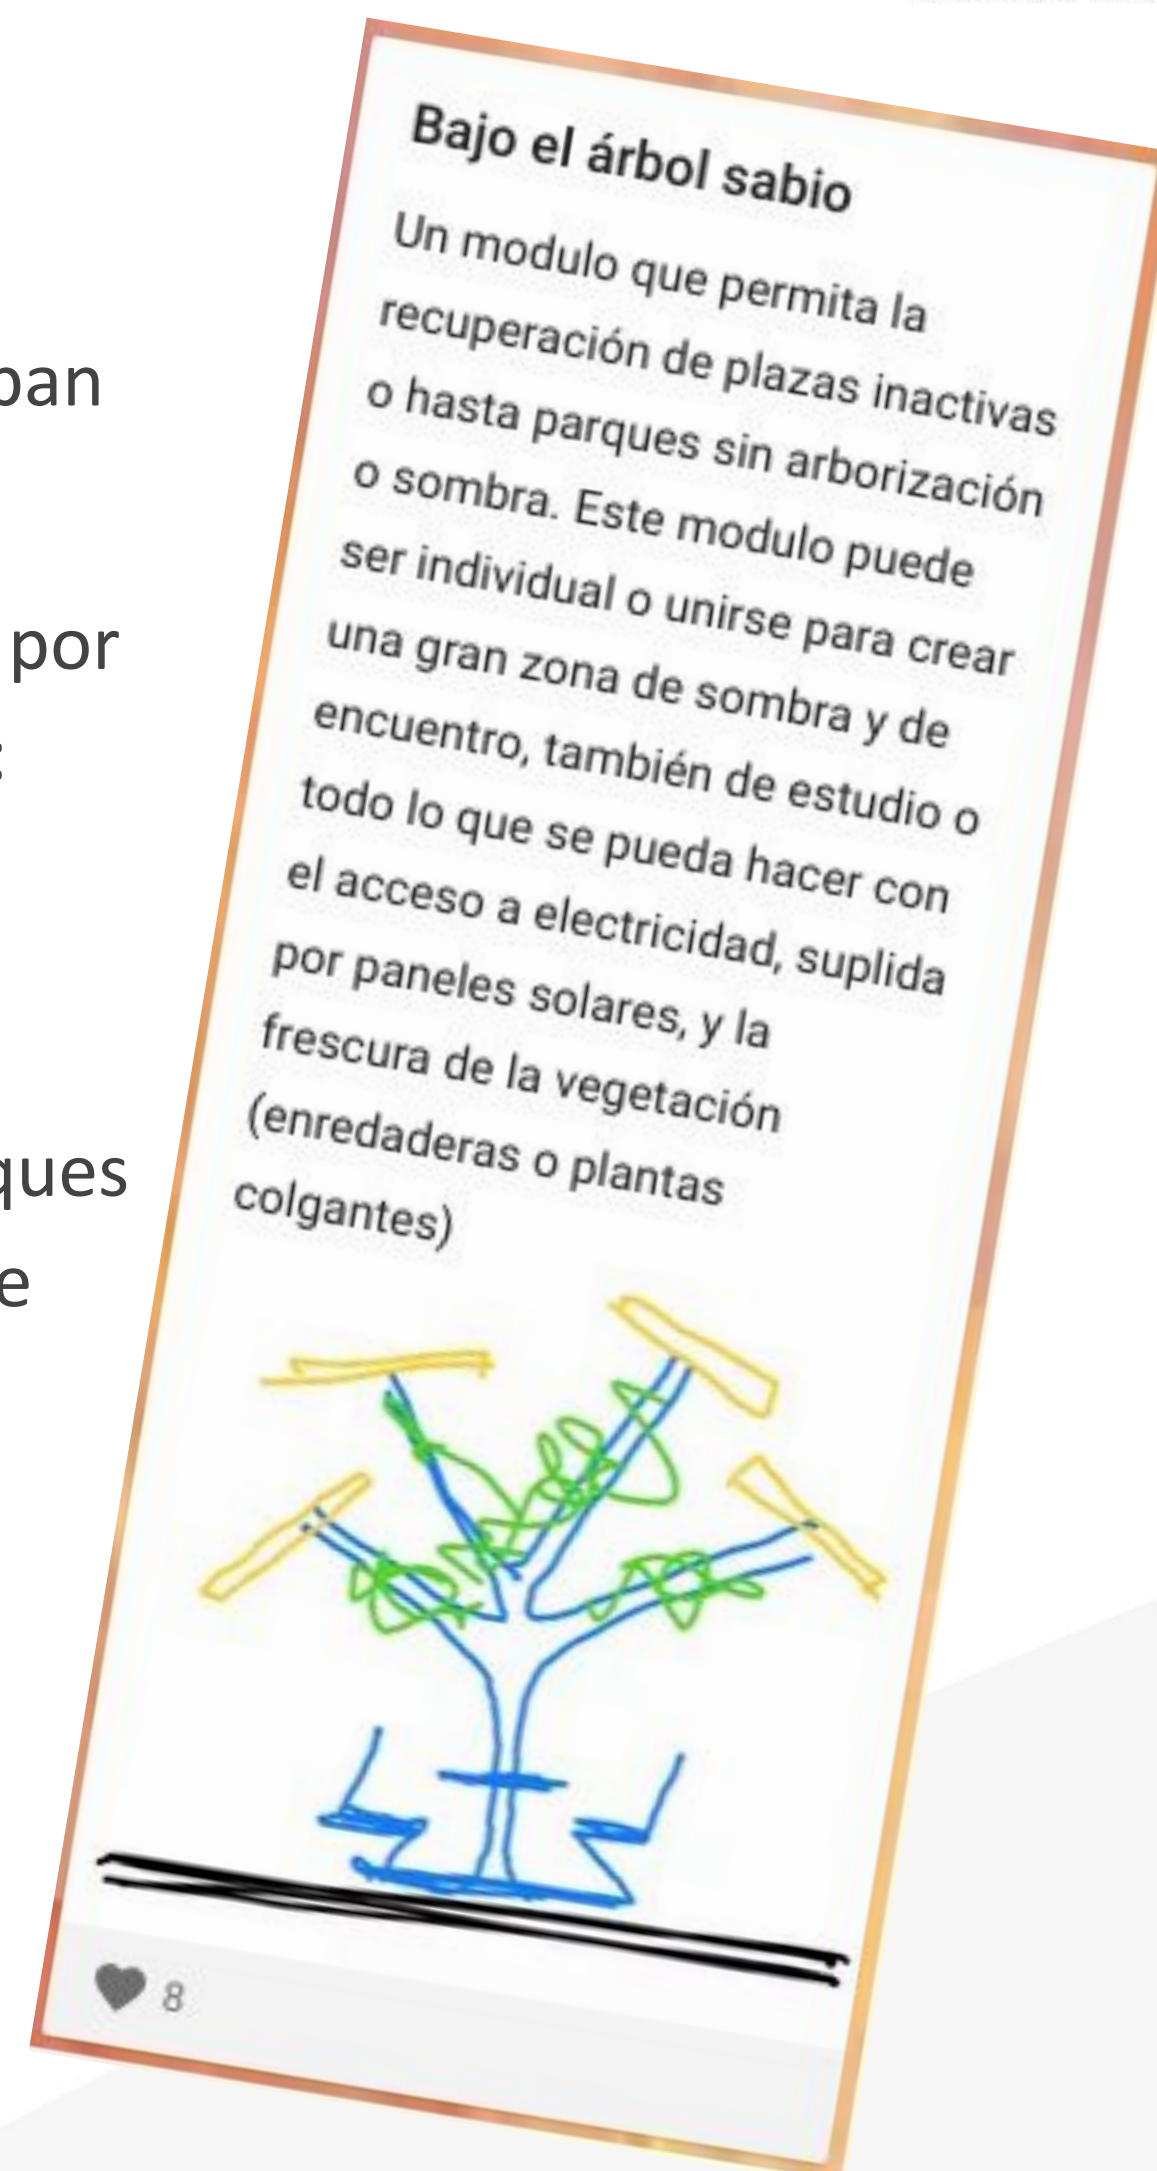 ban
por
:
ques
e
Bajo el árbol sabio
Un modulo que permita la
recuperación de plazas inactivas
o hasta parques sin arborización
o sombra. Este modulo puede
ser individual o unirse para crear
una gran zona de sombra y de
encuentro, también de estudio o
todo lo que se pueda hacer con
el acceso a electricidad, suplida
por paneles solares, y la
frescura de la vegetación
(enredaderas o plantas
colgantes)
8